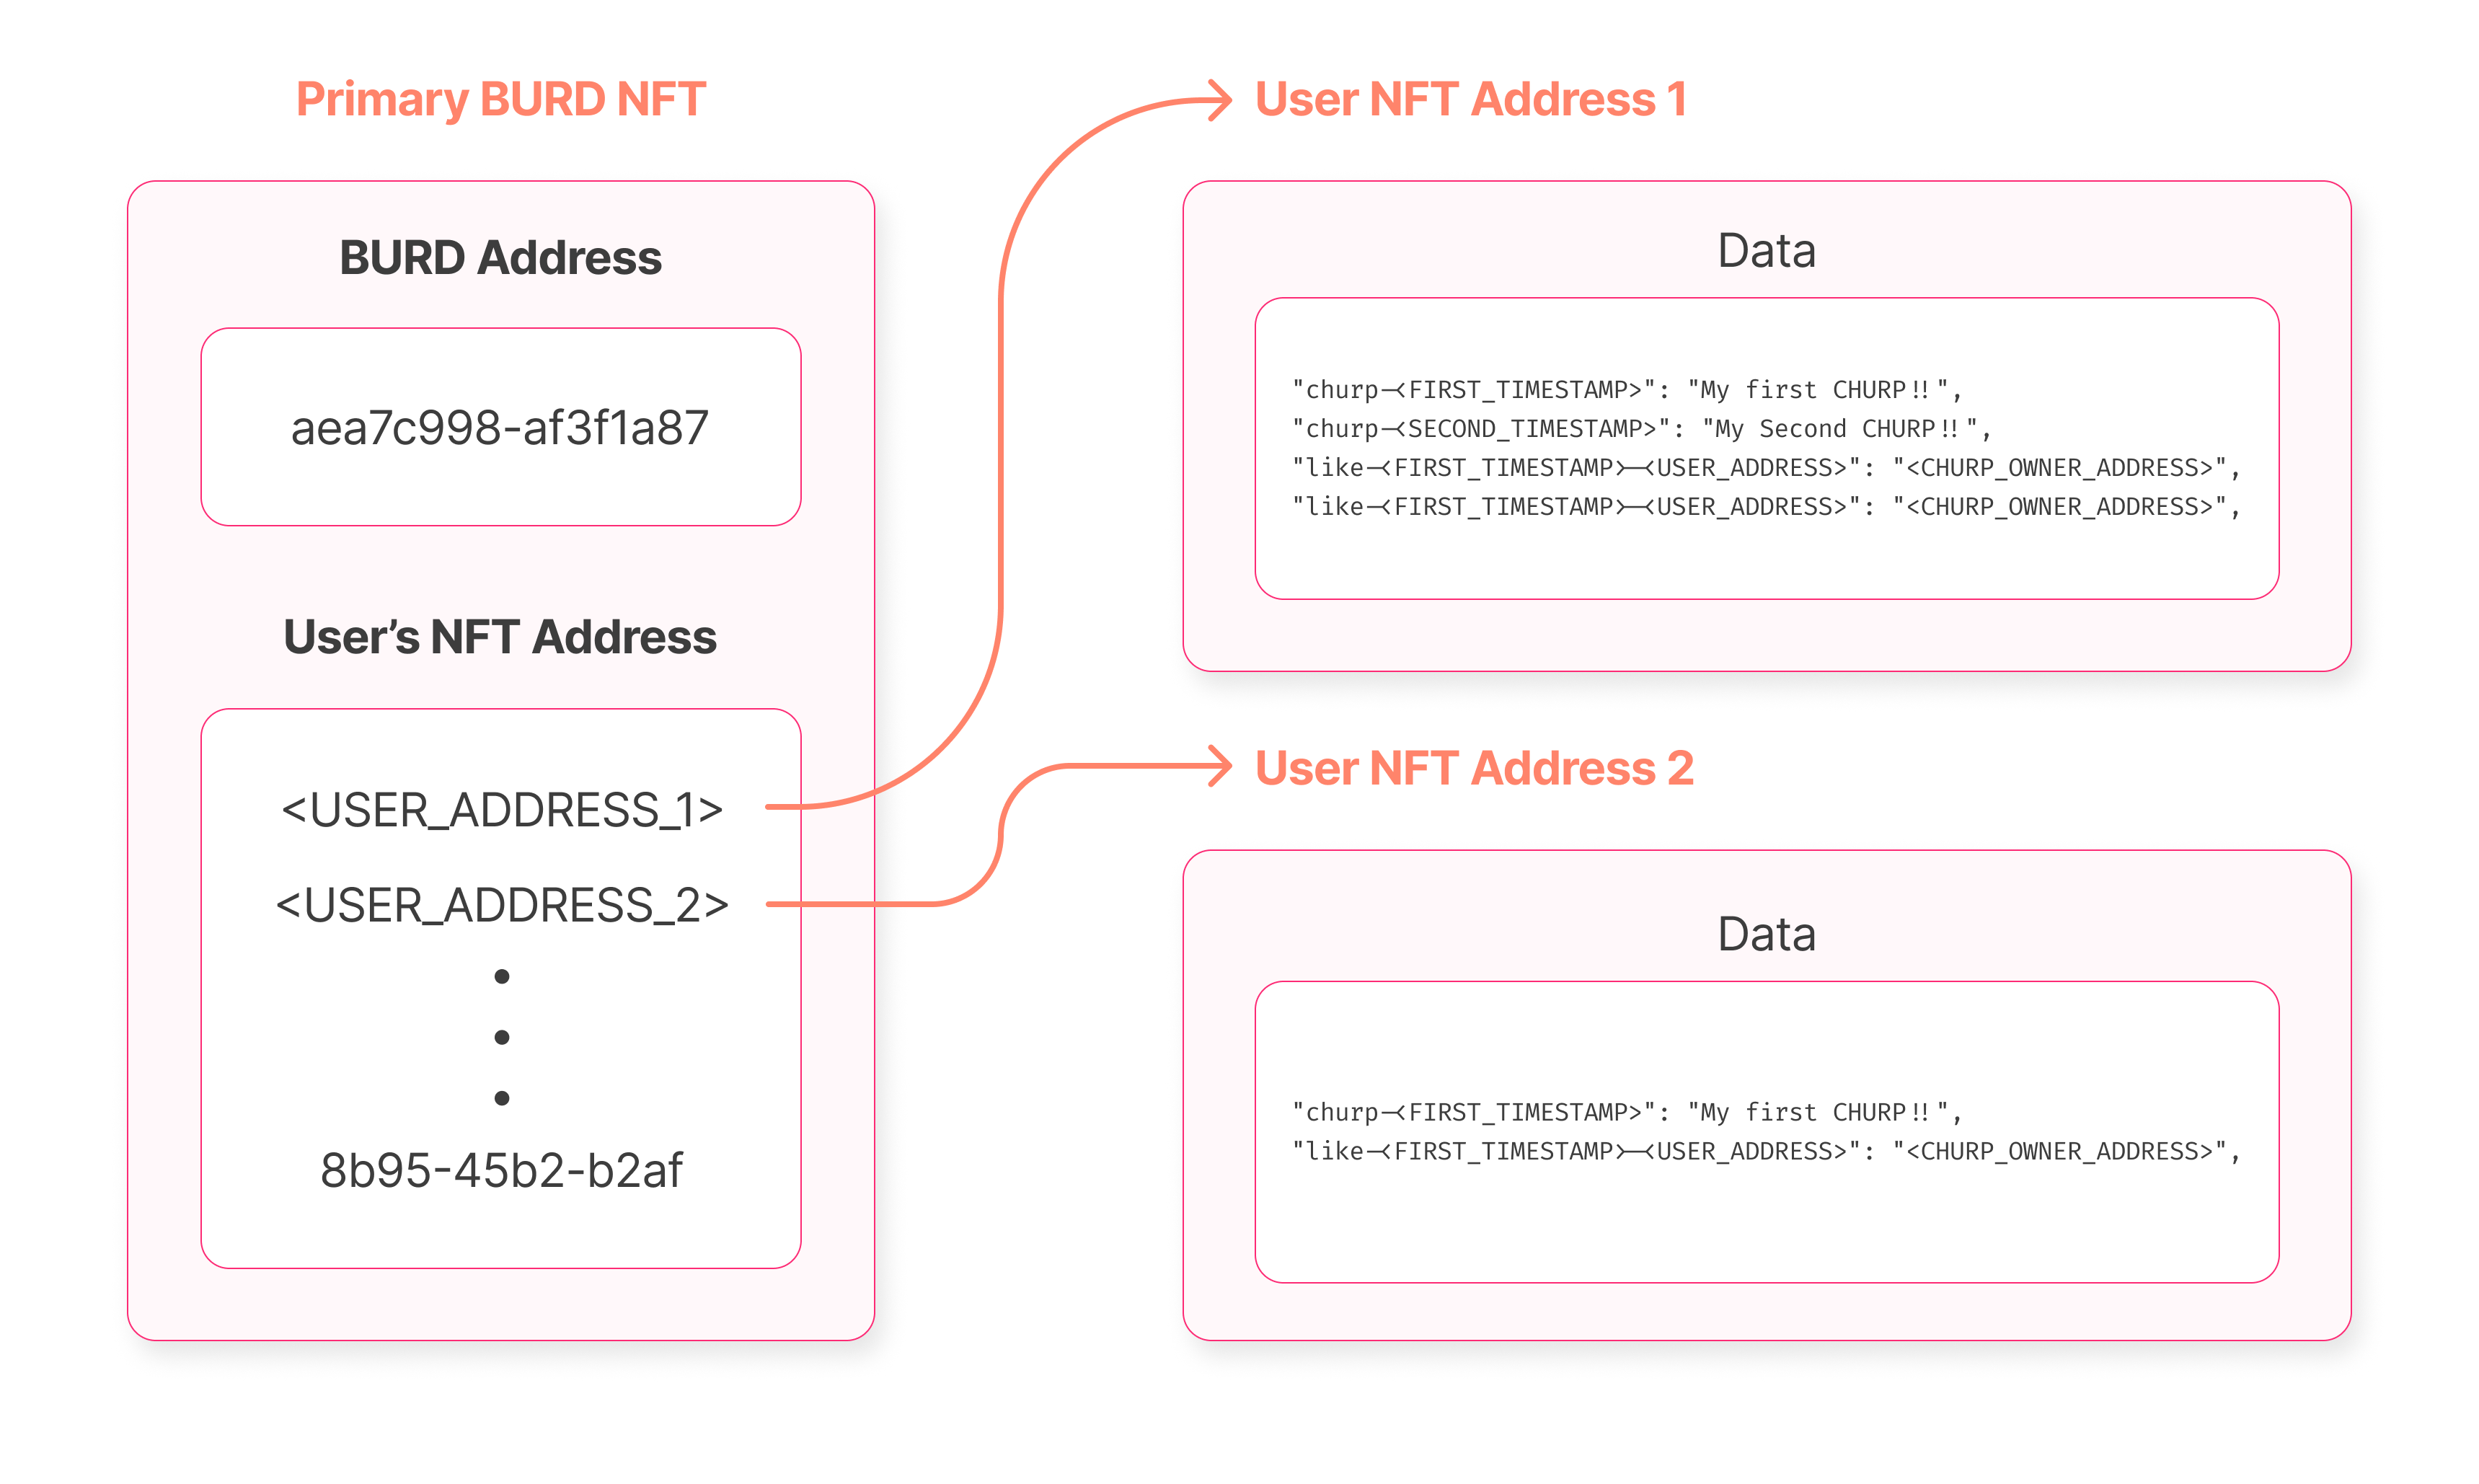 Primary BURD NFT
BURD Address
aea7c998-af3f1a87
User’s NFT Address
<USER_ADDRESS_1>
<USER_ADDRESS_2>
8b95-45b2-b2af
User NFT Address 1
Data
"churp-<FIRST_TIMESTAMP>": "My first CHURP!!",
"churp-<SECOND_TIMESTAMP>": "My Second CHURP!!",
"like-<FIRST_TIMESTAMP>-<USER_ADDRESS>": "<CHURP_OWNER_ADDRESS>",
"like-<FIRST_TIMESTAMP>-<USER_ADDRESS>": "<CHURP_OWNER_ADDRESS>",
User NFT Address 2
Data
"churp-<FIRST_TIMESTAMP>": "My first CHURP!!",
"like-<FIRST_TIMESTAMP>-<USER_ADDRESS>": "<CHURP_OWNER_ADDRESS>",